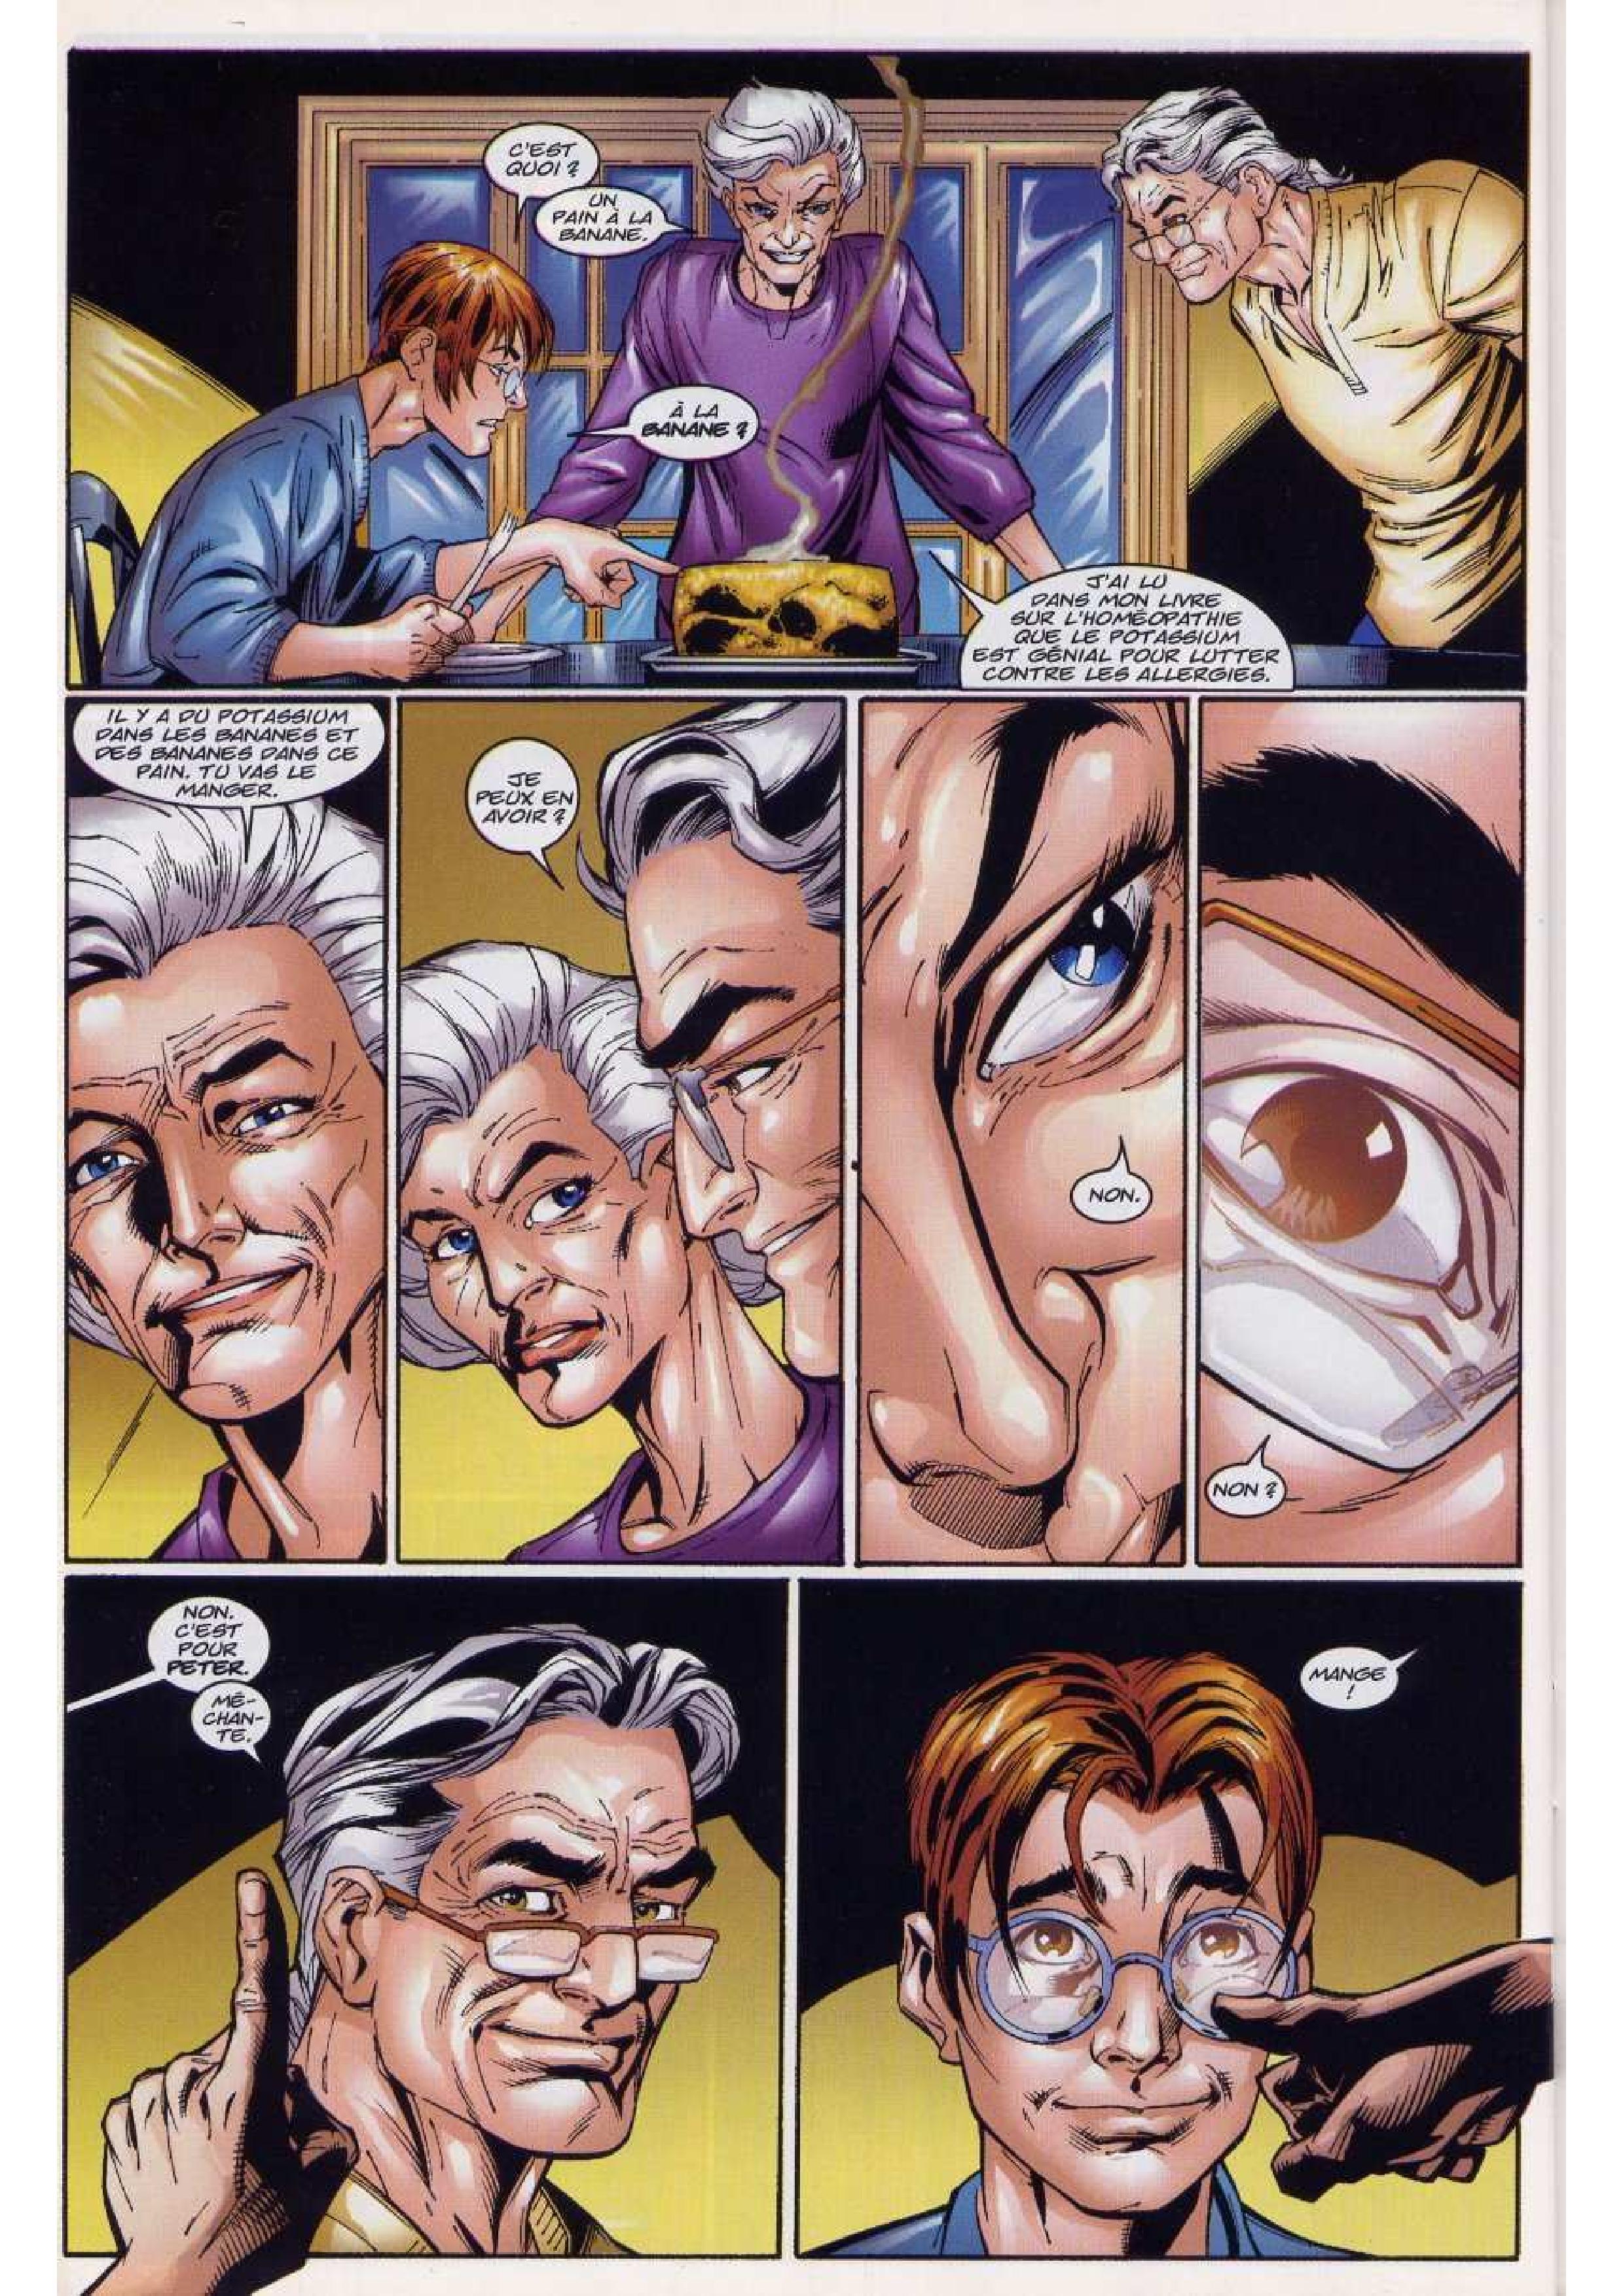 C'EST
QUOI ?
UN
PAIN À LA
BANANE.
À LA
BANANE ?
J'AI LU
DANS MON LIVRE
SUR L'HOMÉOPATHIE
QUE LE POTASSIUM
EST GÉNIAL POUR LUTTER
CONTRE LES ALLERGIES.
IL Y A DU POTASSIUM
DANS LES BANANES ET
DES BANANES DANS CE
PAIN. TU VAS LE
MANGER.
JE
PEUX EN
AVOIR ?
NON.
NON ?
NON.
C'EST
POUR
PETER.
MÉ-
CHAN-
TE.
MANGE
!